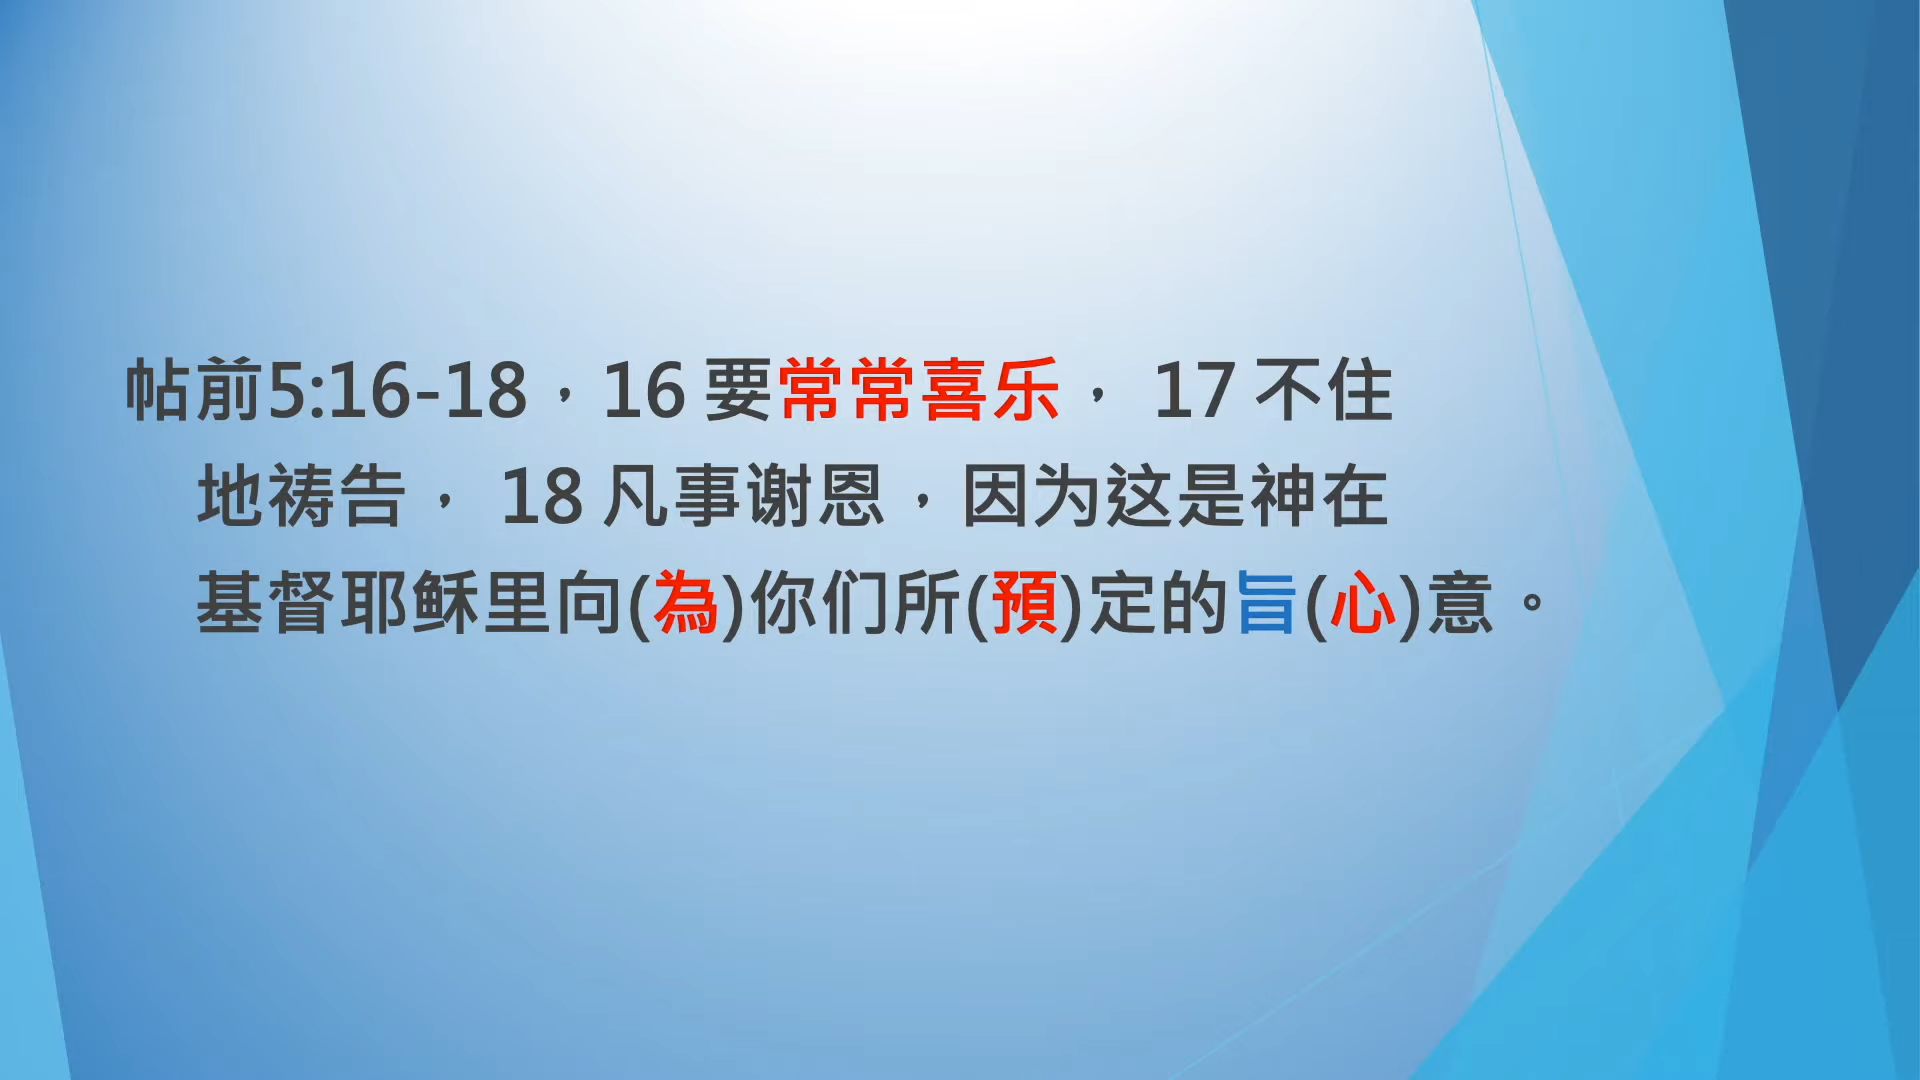 帖前5:16-18，16 要常常喜乐， 17 不住
地祷告， 18 凡事谢恩，因为这是神在
基督耶稣里向(為)你们所(預)定的旨(心)意。